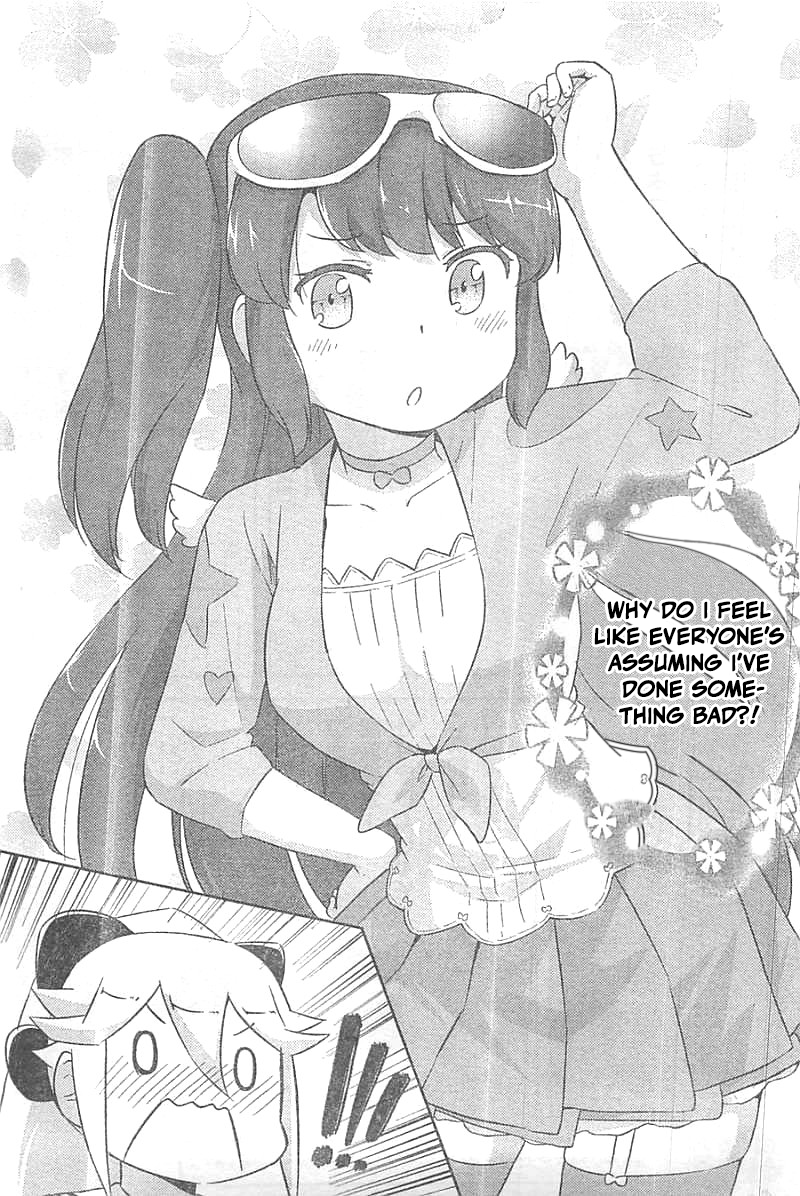 WHY DO I FEEL
LIKE EVERYONE'S
ASSUMING I'VE
DONE SOME-
THING BAD?!
!!!